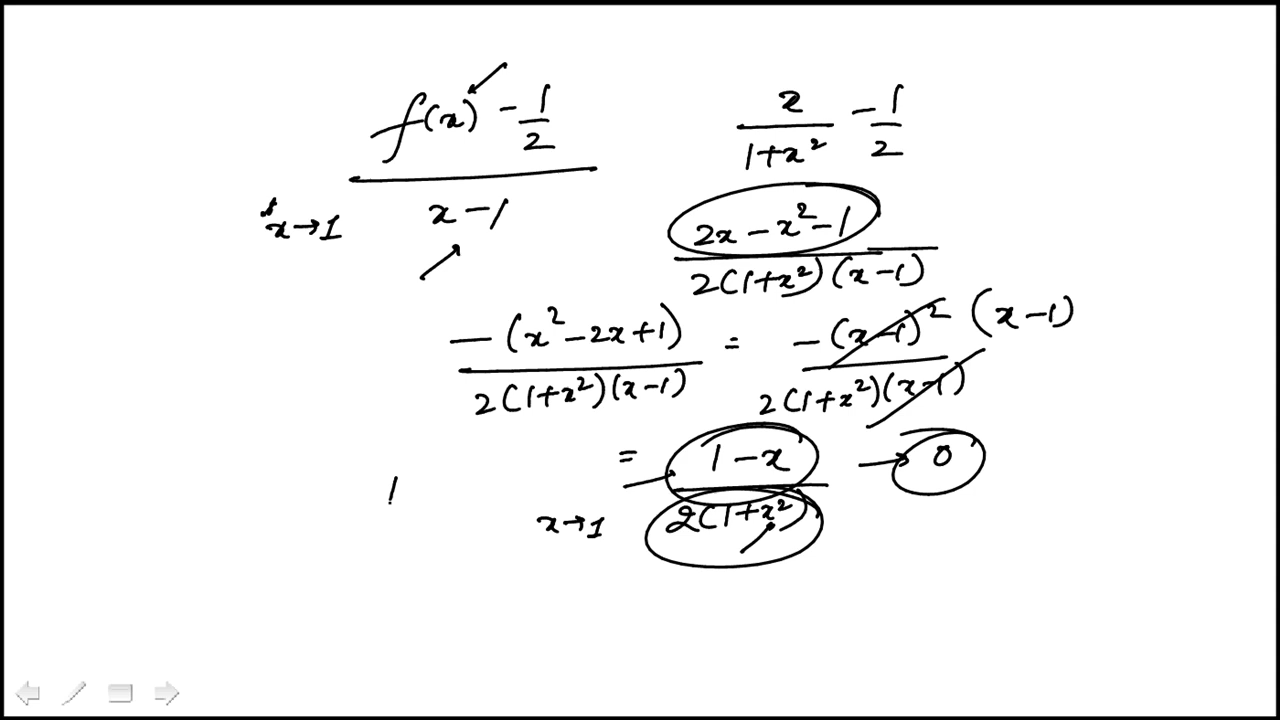 f(x) - 1/2
x→1 x - 1
x/(1+x²) - 1/2
(2x - x² - 1)/(2(1+x²)(x-1))
-(x² - 2x + 1)/(2(1+x²)(x-1)) = -(x-1)²/(2(1+x²)(x-1)) (x-1)
= (1-x)/(2(1+x²)) → 0
x→1